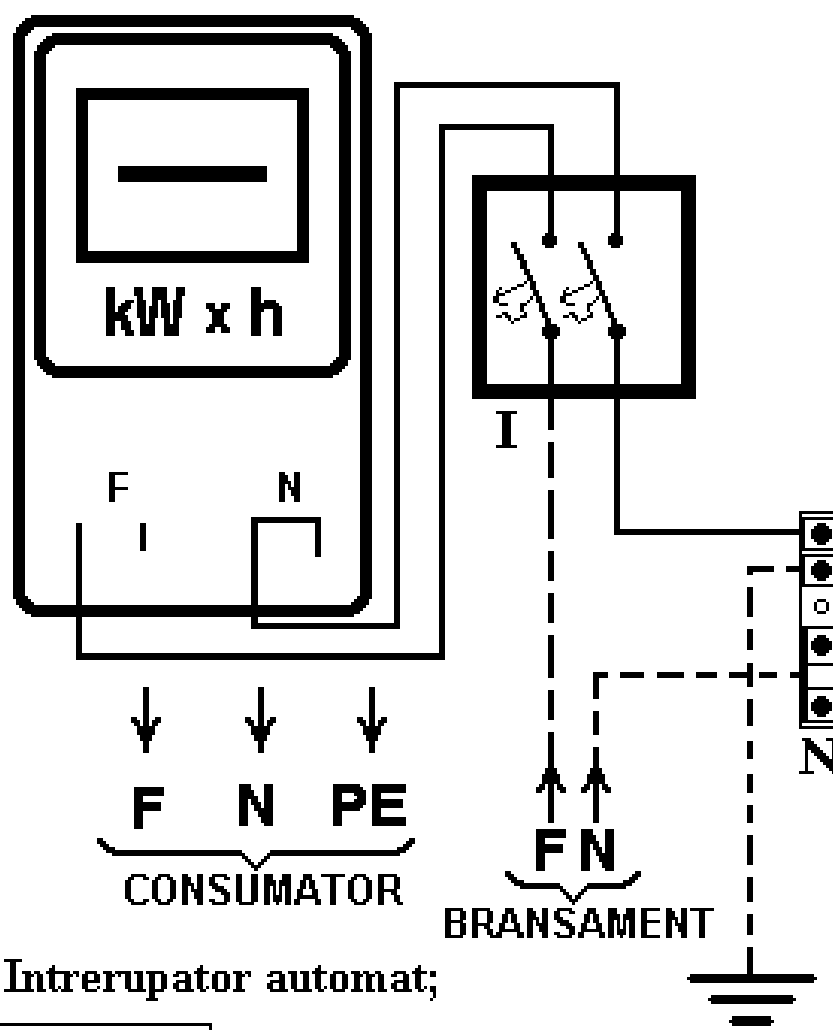 kW x h
F N
I
N
F N PE
CONSUMATOR
F N
BRANSAMENT
Intrerupator automat;